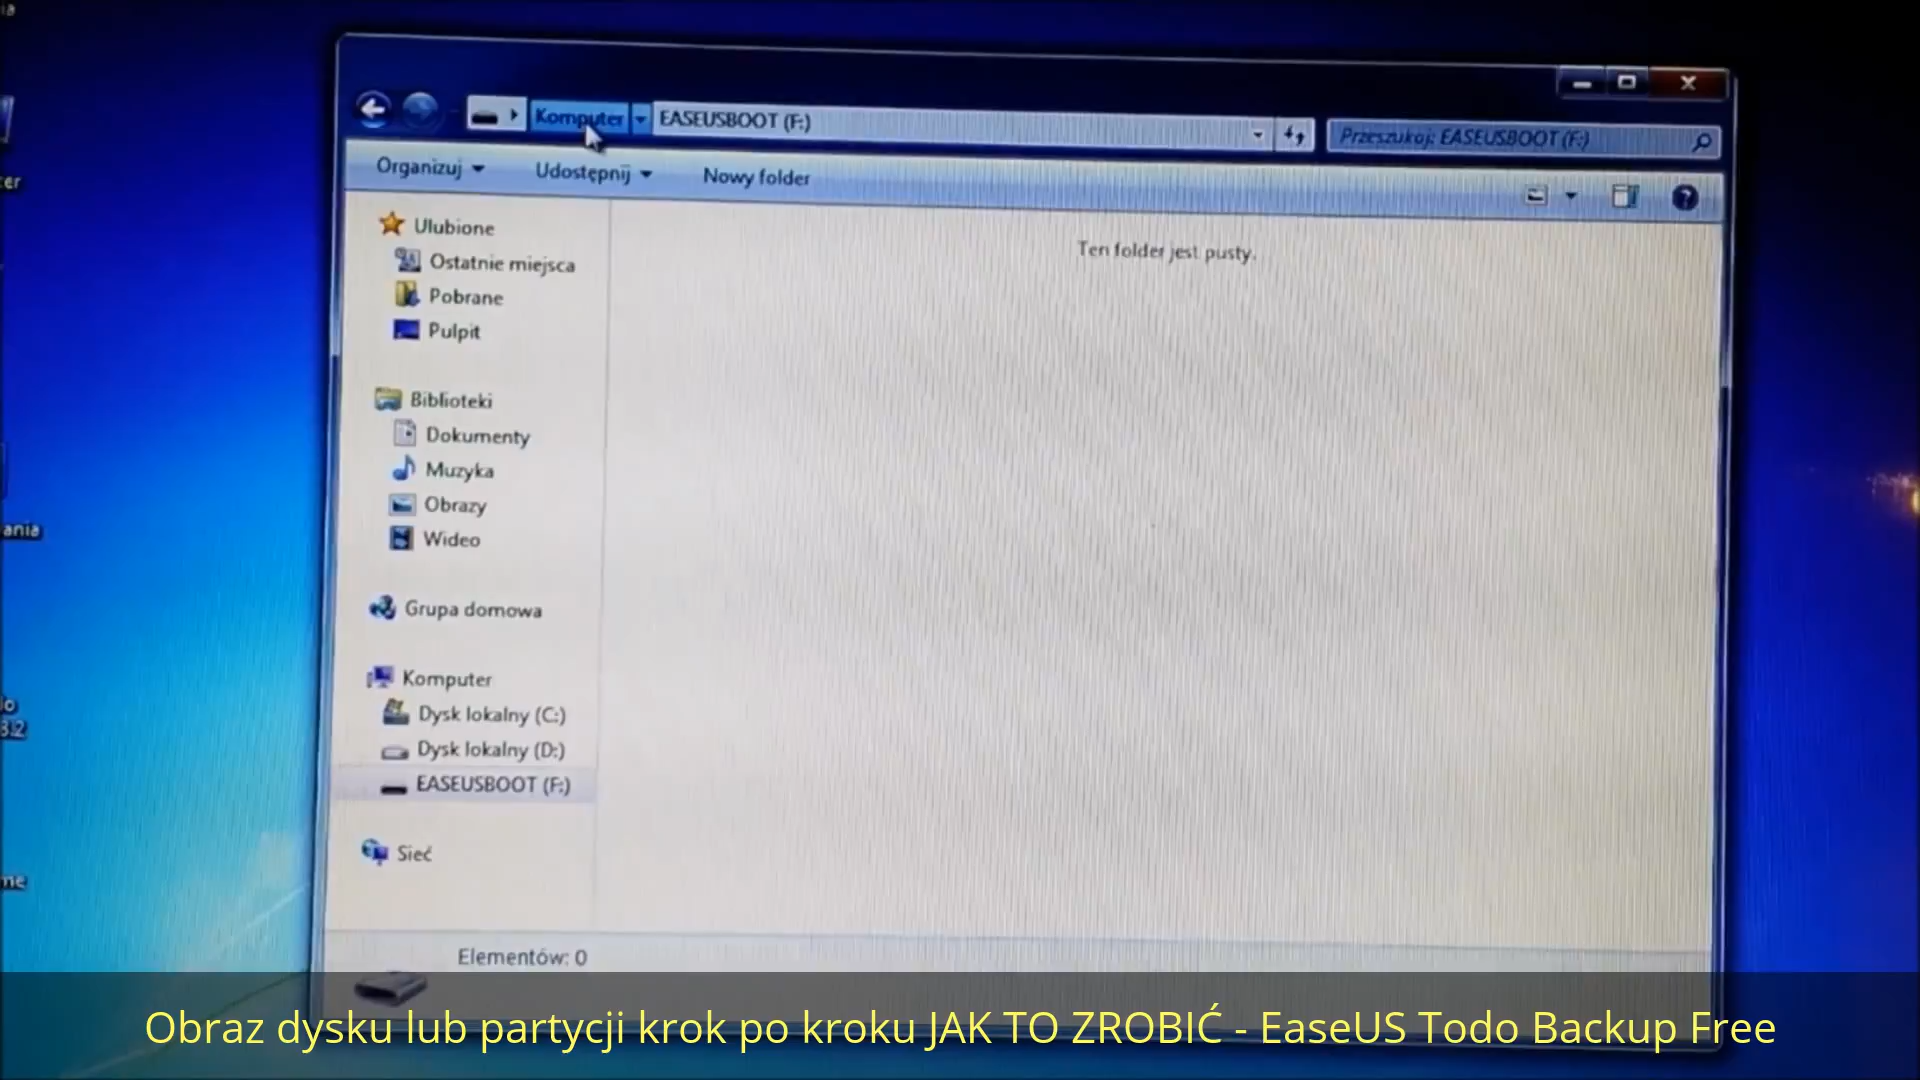 Komputer
EASEUSBOOT (F:)
Przeszukaj: EASEUSBOOT (F:)
Organizuj
Udostępnij
Nowy folder
Ulubione
Ostatnie miejsca
Pobrane
Pulpit
Biblioteki
Dokumenty
Muzyka
Obrazy
Wideo
Grupa domowa
Komputer
Dysk lokalny (C:)
Dysk lokalny (D:)
EASEUSBOOT (F:)
Sieć
Ten folder jest pusty.
Elementów: 0
Obraz dysku lub partycji krok po kroku JAK TO ZROBIĆ - EaseUS Todo Backup Free